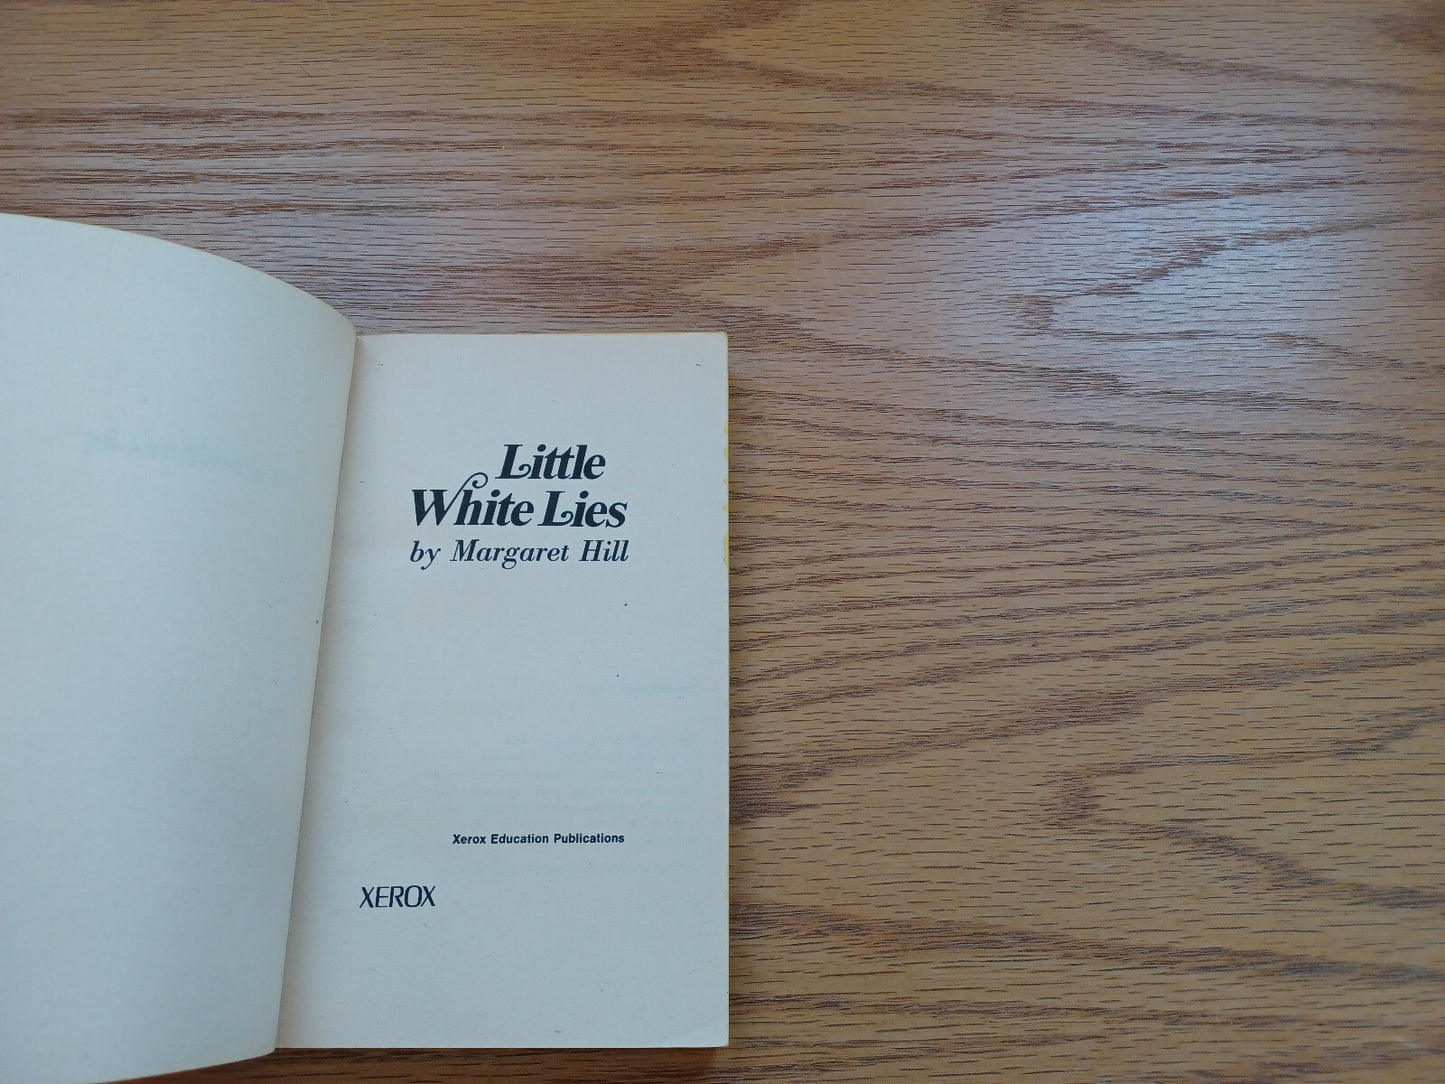 Little
White Lies
by Margaret Hill
Xerox Education Publications
XEROX